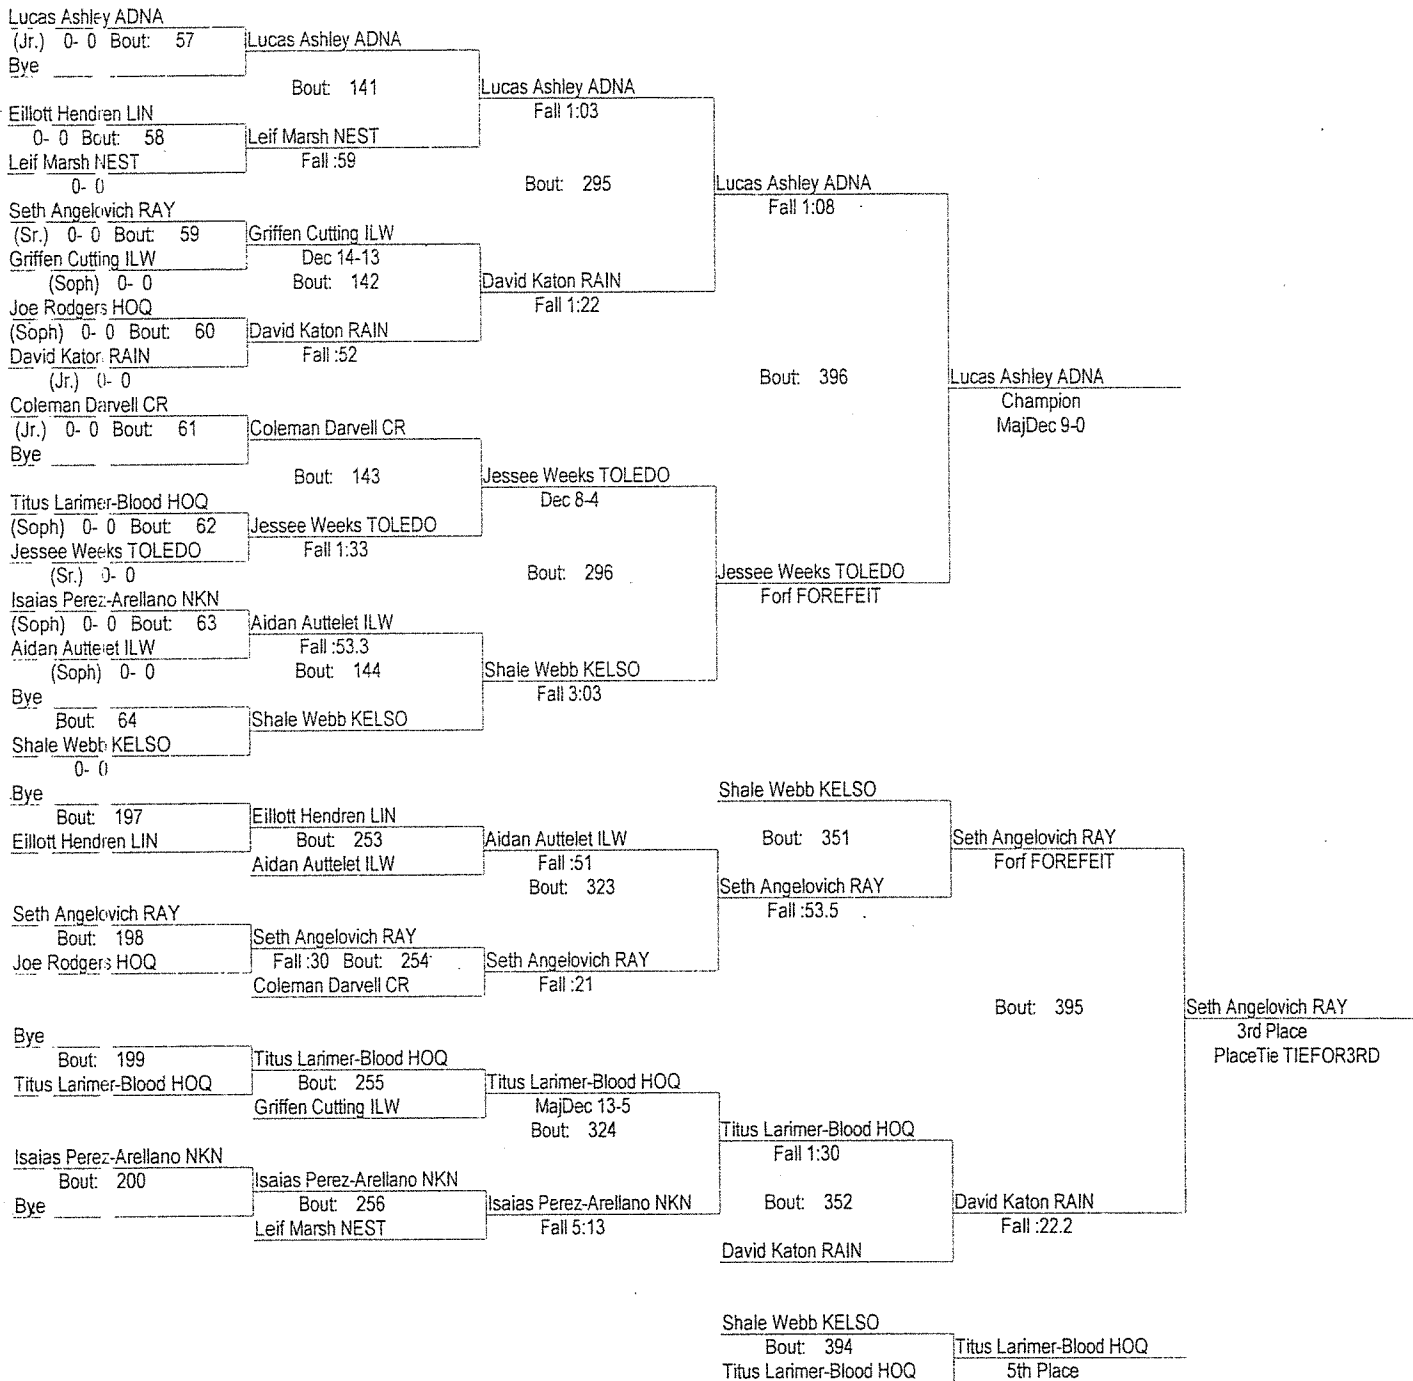 Lucas Ashley ADNA
(Jr.) 0- 0 Bout: 57
Lucas Ashley ADNA
Bye
Bout: 141
Lucas Ashley ADNA
Fall 1:03
Eillott Hendren LIN
0- 0 Bout: 58
Leif Marsh NEST
Leif Marsh NEST
Fall :59
0- 0
Bout: 295
Lucas Ashley ADNA
Fall 1:08
Seth Angelovich RAY
(Sr.) 0- 0 Bout: 59
Griffen Cutting ILW
Griffen Cutting ILW
Dec 14-13
(Soph) 0- 0
Bout: 142
David Katon RAIN
Fall 1:22
Joe Rodgers HOQ
(Soph) 0- 0 Bout: 60
David Katon RAIN
David Katon RAIN
Fall :52
(Jr.) 0- 0
Bout: 396
Lucas Ashley ADNA
Champion
MajDec 9-0
Coleman Darvell CR
(Jr.) 0- 0 Bout: 61
Coleman Darvell CR
Bye
Bout: 143
Jessee Weeks TOLEDO
Dec 8-4
Titus Larimer-Blood HOQ
(Soph) 0- 0 Bout: 62
Jessee Weeks TOLEDO
Jessee Weeks TOLEDO
Fall 1:33
(Sr.) 0- 0
Bout: 296
Jessee Weeks TOLEDO
Forf FOREFEIT
Isaias Perez-Arellano NKN
(Soph) 0- 0 Bout: 63
Aidan Auttelet ILW
Aidan Auttelet ILW
Fall :53.3
(Soph) 0- 0
Bout: 144
Shale Webb KELSO
Fall 3:03
Bye
Bout: 64
Shale Webb KELSO
Shale Webb KELSO
0- 0
Bye
Bout: 197
Eillott Hendren LIN
Eillott Hendren LIN
Bout: 253
Aidan Auttelet ILW
Aidan Auttelet ILW
Fall :51
Bout: 323
Shale Webb KELSO
Bout: 351
Seth Angelovich RAY
Fall :53.5
Seth Angelovich RAY
Forf FOREFEIT
Seth Angelovich RAY
Bout: 198
Joe Rodgers HOQ
Seth Angelovich RAY
Fall :30 Bout: 254
Coleman Darvell CR
Seth Angelovich RAY
Fall :21
Bout: 395
Seth Angelovich RAY
3rd Place
PlaceTie TIEFOR3RD
Bye
Bout: 199
Titus Larimer-Blood HOQ
Titus Larimer-Blood HOQ
Bout: 255
Griffen Cutting ILW
Titus Larimer-Blood HOQ
MajDec 13-5
Bout: 324
Titus Larimer-Blood HOQ
Fall 1:30
Isaias Perez-Arellano NKN
Bout: 200
Bye
Isaias Perez-Arellano NKN
Bout: 256
Leif Marsh NEST
Isaias Perez-Arellano NKN
Fall 5:13
Bout: 352
David Katon RAIN
David Katon RAIN
Fall :22.2
Shale Webb KELSO
Bout: 394
Titus Larimer-Blood HOQ
Titus Larimer-Blood HOQ
5th Place